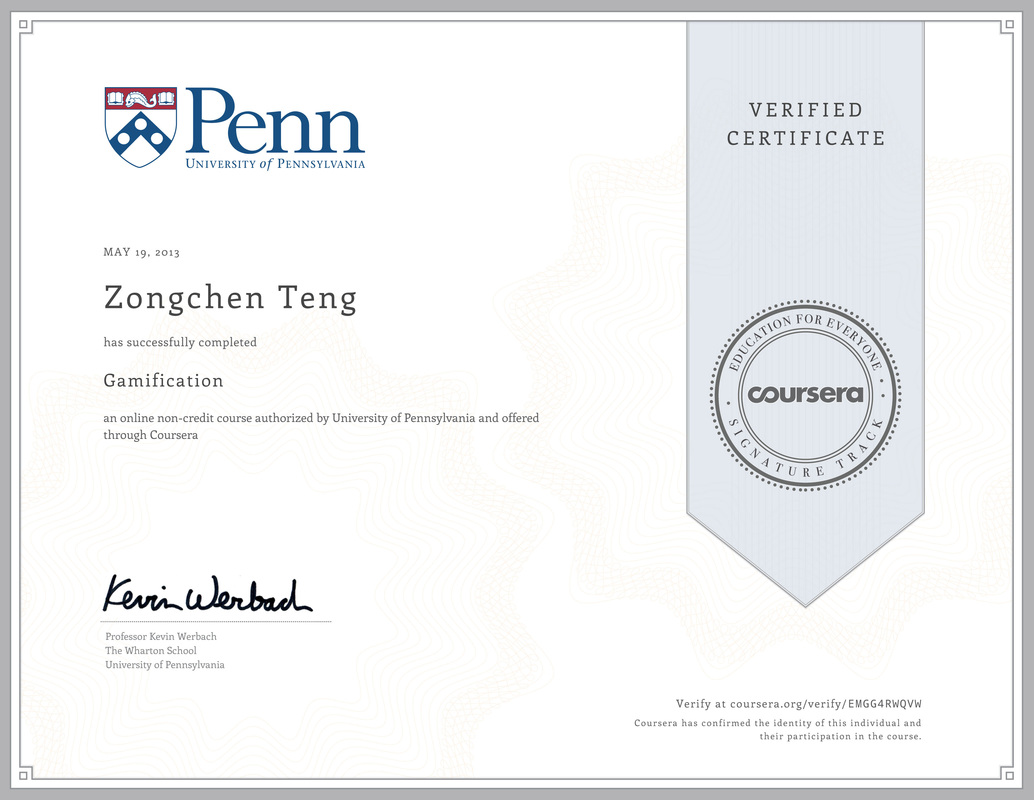 Penn
UNIVERSITY of PENNSYLVANIA
MAY 19, 2013
Zongchen Teng
has successfully completed
Gamification
an online non-credit course authorized by University of Pennsylvania and offered
through Coursera
Kevin Werbach
Professor Kevin Werbach
The Wharton School
University of Pennsylvania
VERIFIED
CERTIFICATE
EDUCATION FOR EVERYONE
coursera
SIGNATURE TRACK
Verify at coursera.org/verify/EMGG4RWQVW
Coursera has confirmed the identity of this individual and
their participation in the course.